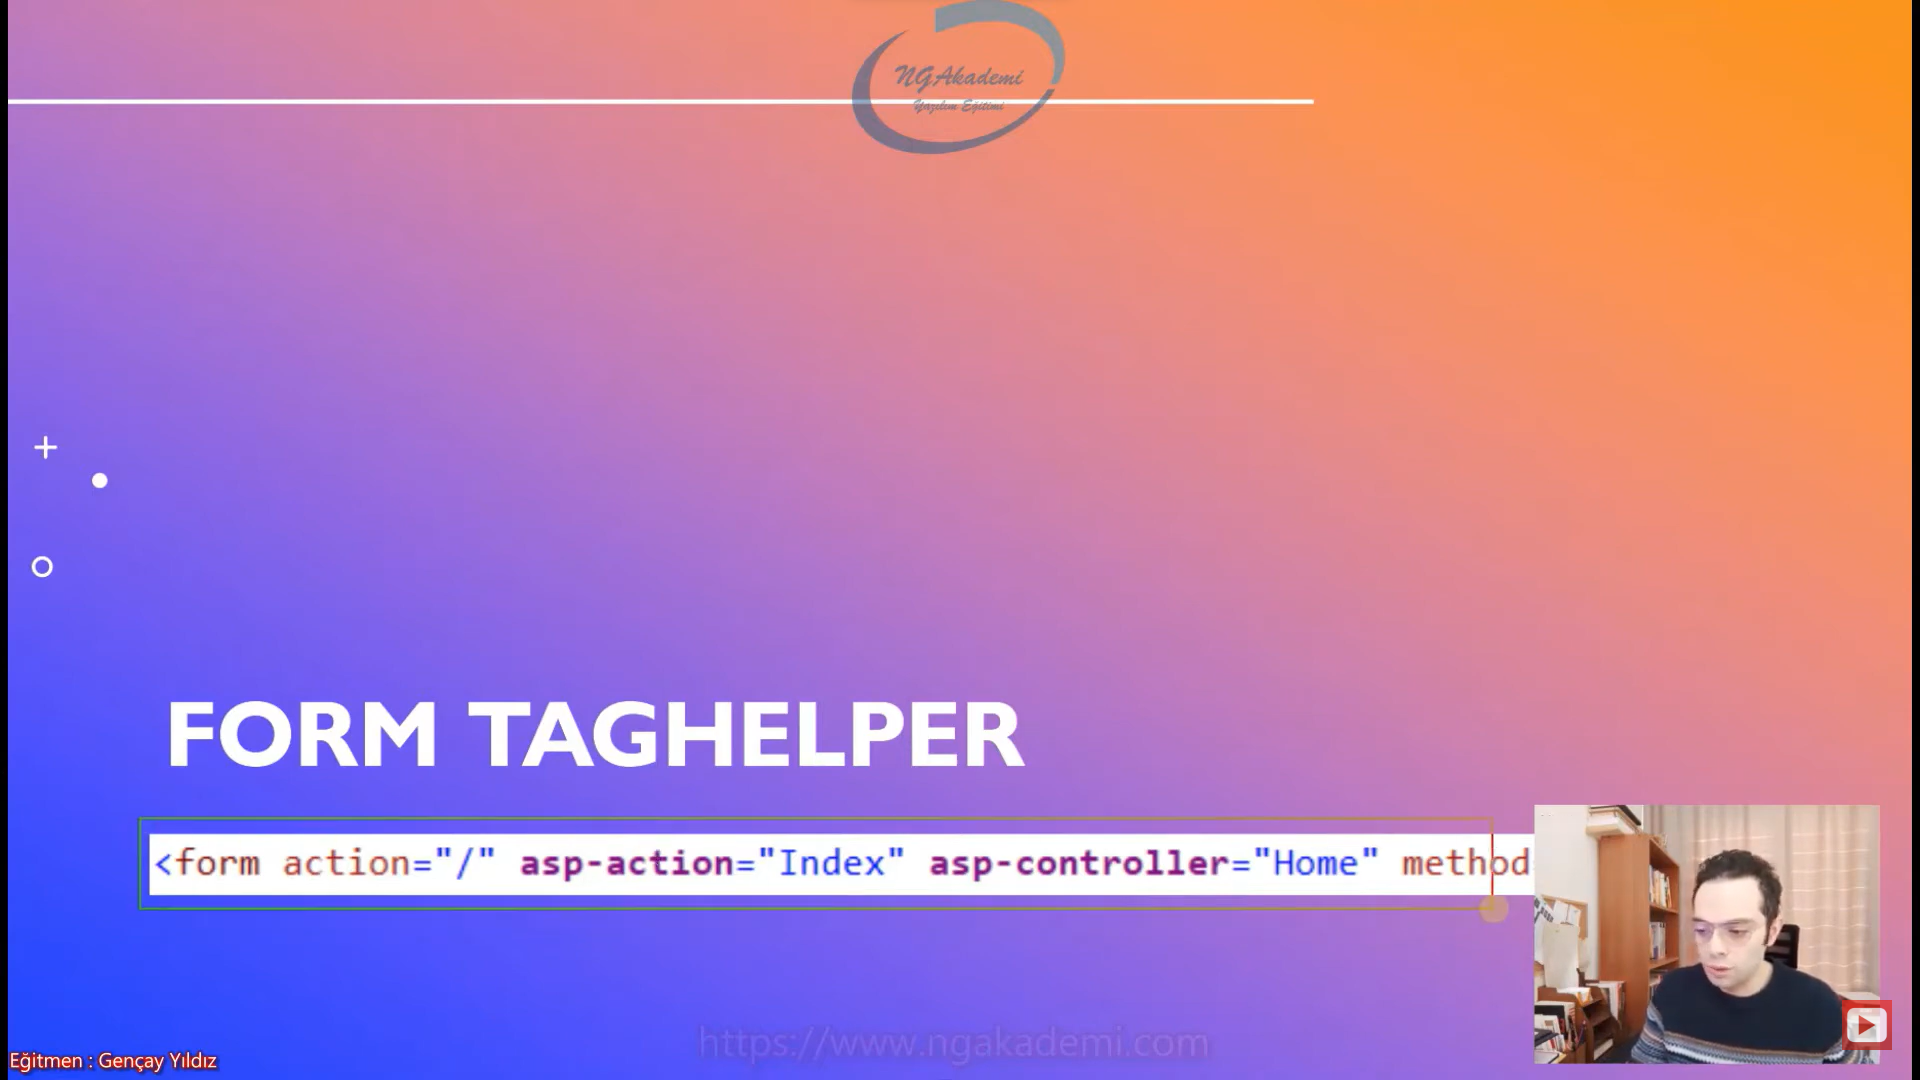 NGAkademi
Yazılım Eğitimi
FORM TAGHELPER
<form action="/" asp-action="Index" asp-controller="Home" method
https://www.ngakademi.com
Eğitmen : Gençay Yıldız